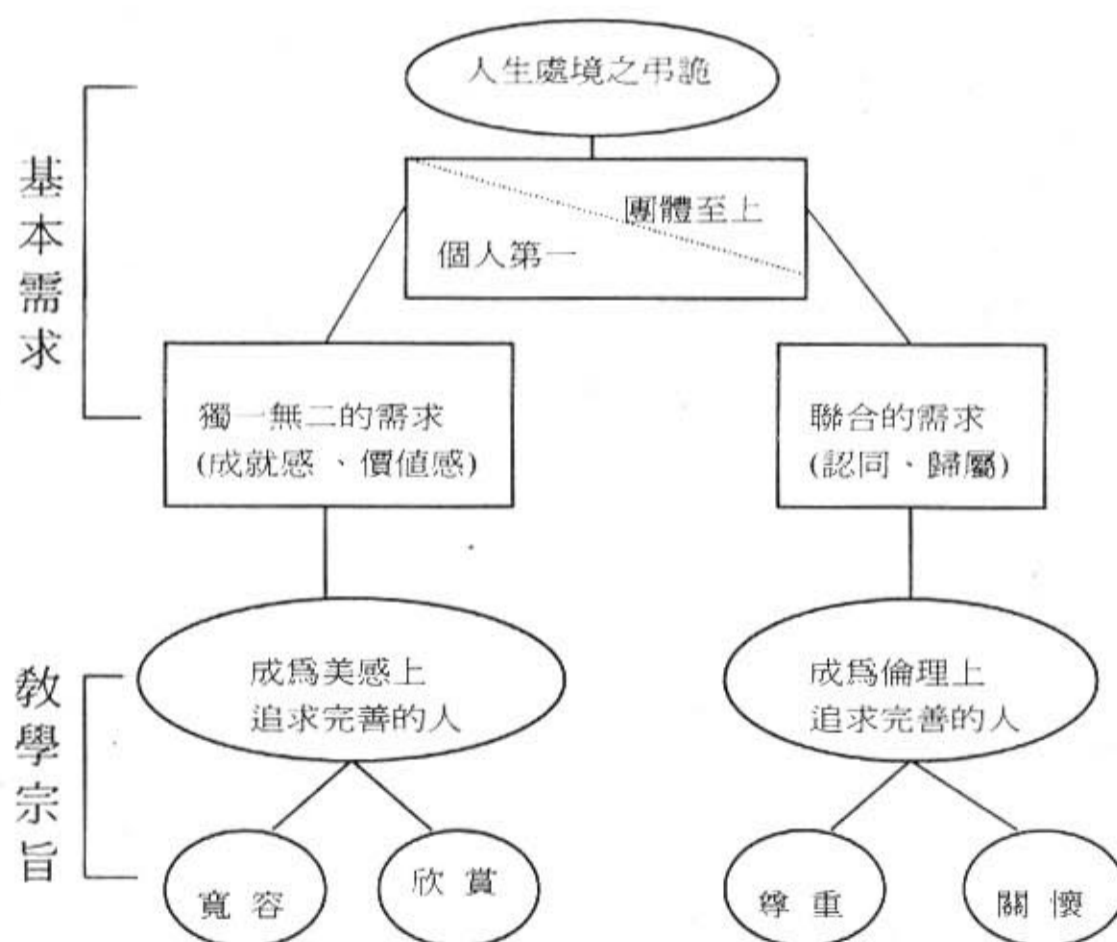 人生處境之弔詭
基本需求
團體至上
個人第一
獨一無二的需求
(成就感、價值感)
聯合的需求
(認同、歸屬)
教學宗旨
成爲美感上
追求完善的人
成爲倫理上
追求完善的人
寬容
欣賞
尊重
關懷